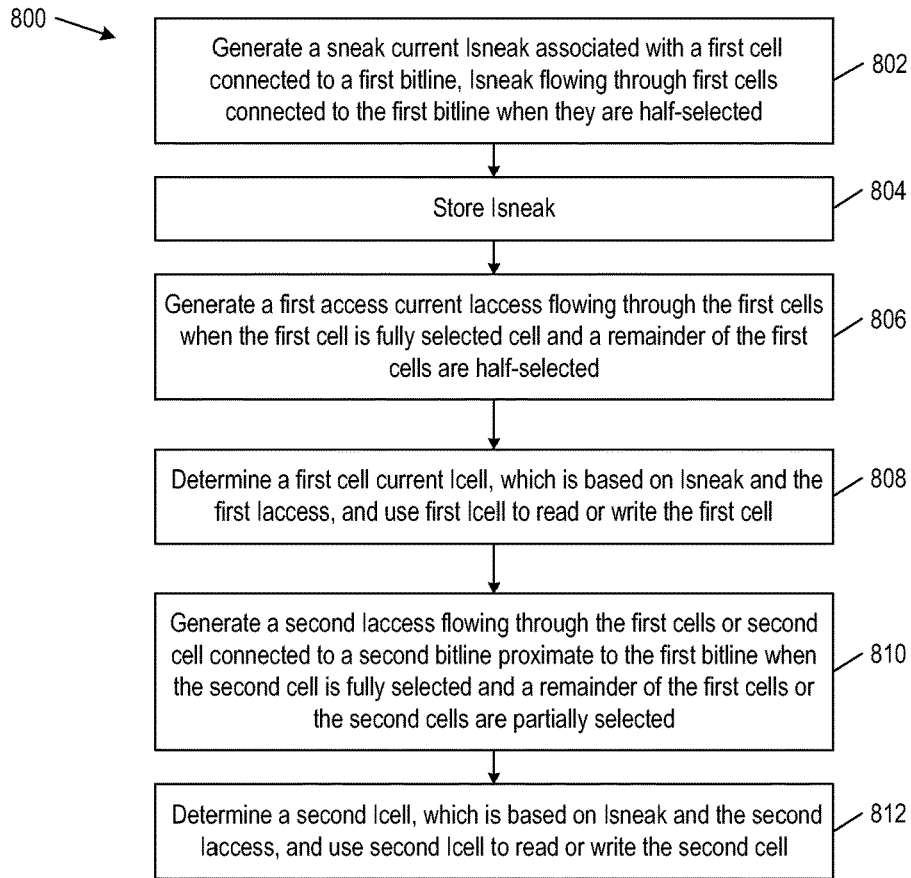 800
Generate a sneak current Isneak associated with a first cell
connected to a first bitline, Isneak flowing through first cells
connected to the first bitline when they are half-selected
802
Store Isneak
804
Generate a first access current Iaccess flowing through the first cells
when the first cell is fully selected cell and a remainder of the first
cells are half-selected
806
Determine a first cell current Icell, which is based on Isneak and the
first Iaccess, and use first Icell to read or write the first cell
808
Generate a second Iaccess flowing through the first cells or second
cell connected to a second bitline proximate to the first bitline when
the second cell is fully selected and a remainder of the first cells or
the second cells are partially selected
810
Determine a second Icell, which is based on Isneak and the second
Iaccess, and use second Icell to read or write the second cell
812